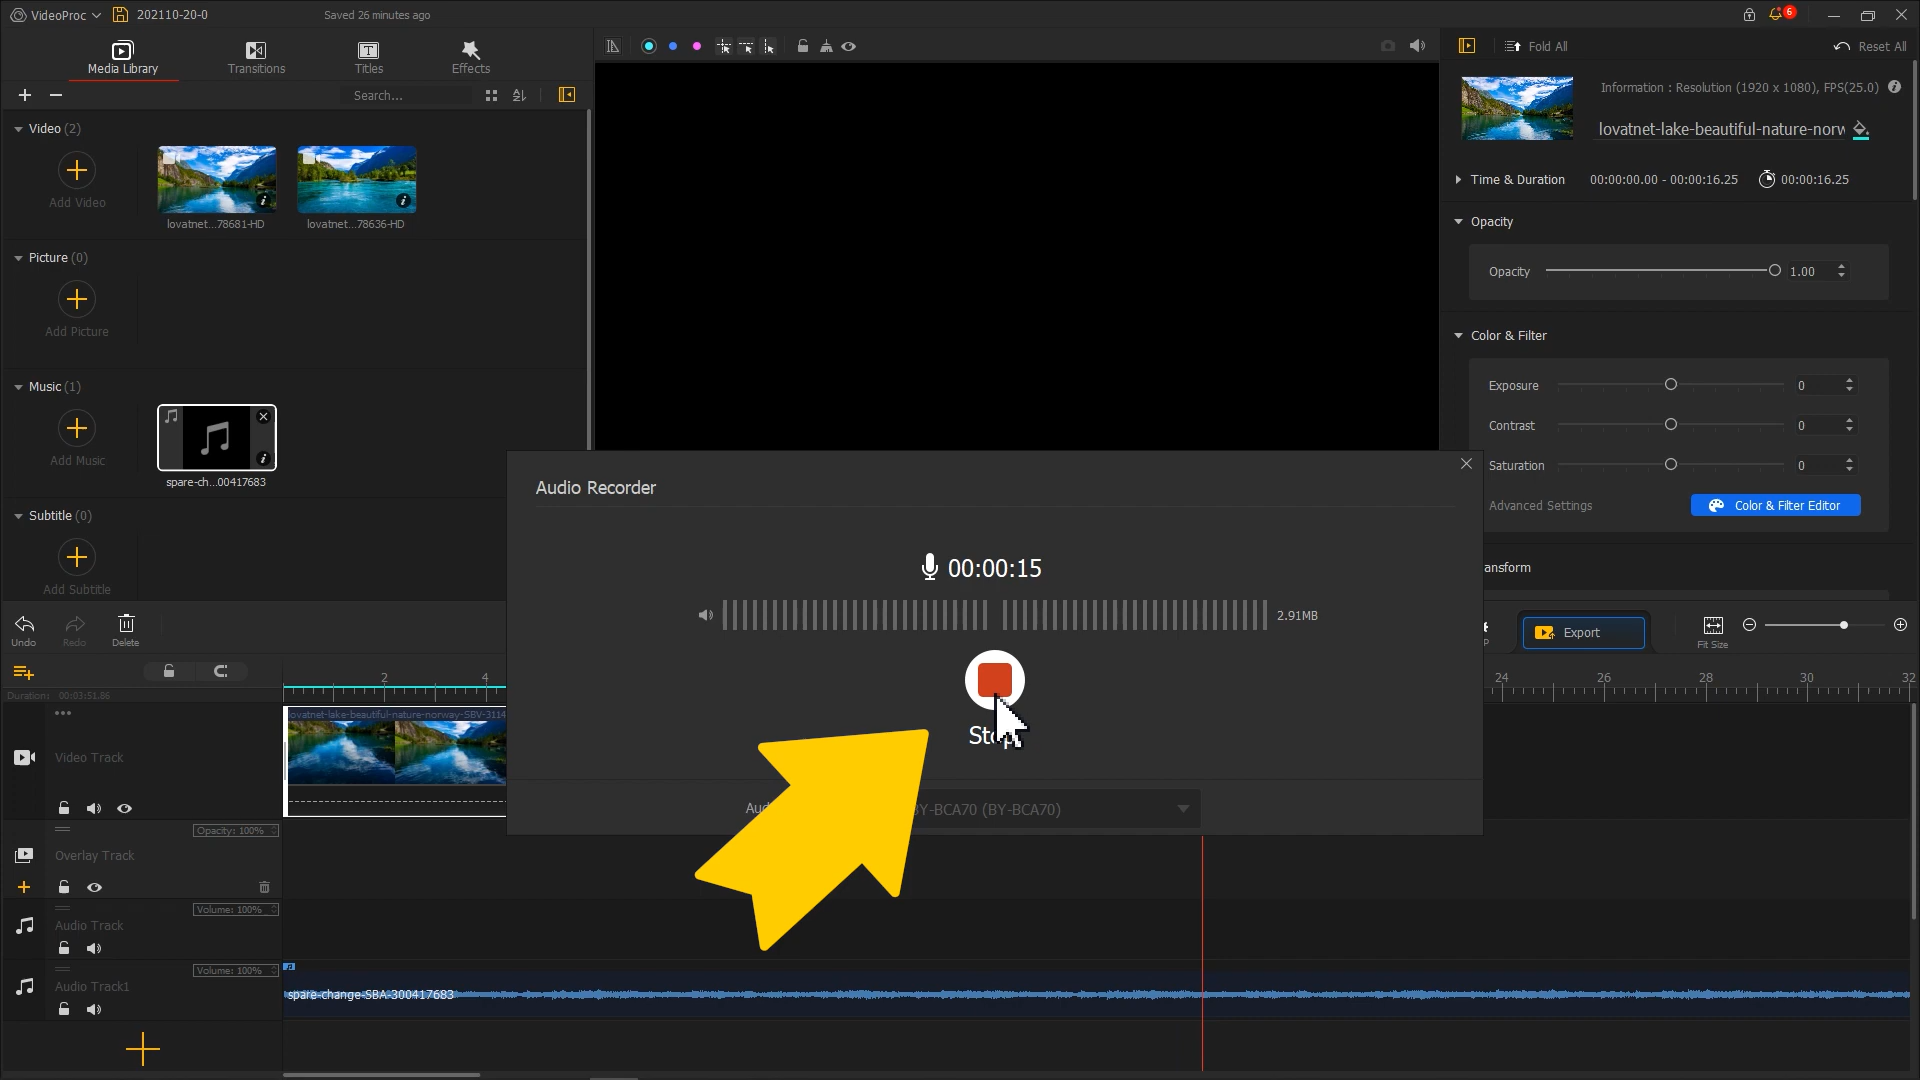 VideoProc
202110-20-0
Saved 26 minutes ago
6
Media Library
Transitions
Titles
Effects
Fold All
Reset All
Search...
Information : Resolution (1920 x 1080), FPS(25.0)
lovatnet-lake-beautiful-nature-norw
Video (2)
Add Video
lovatnet...78681-HD
lovatnet...78636-HD
Time & Duration
00:00:00.00 - 00:00:16.25
00:00:16.25
Opacity
Opacity
1.00
Picture (0)
Add Picture
Color & Filter
Exposure
0
Contrast
0
Saturation
0
Advanced Settings
Color & Filter Editor
Music (1)
Add Music
spare-ch...00417683
Subtitle (0)
Add Subtitle
Audio Recorder
00:00:15
2.91MB
Stop
BY-BCA70 (BY-BCA70)
ansform
Undo
Redo
Delete
P
Export
Fit Size
Duration: 00:03:51.86
2
4
24
26
28
30
32
lovatnet-lake-beautiful-nature-norway-SBV-3114
Video Track
Opacity: 100%
Overlay Track
Volume: 100%
Audio Track
Volume: 100%
Audio Track1
spare-change-SBA-300417683